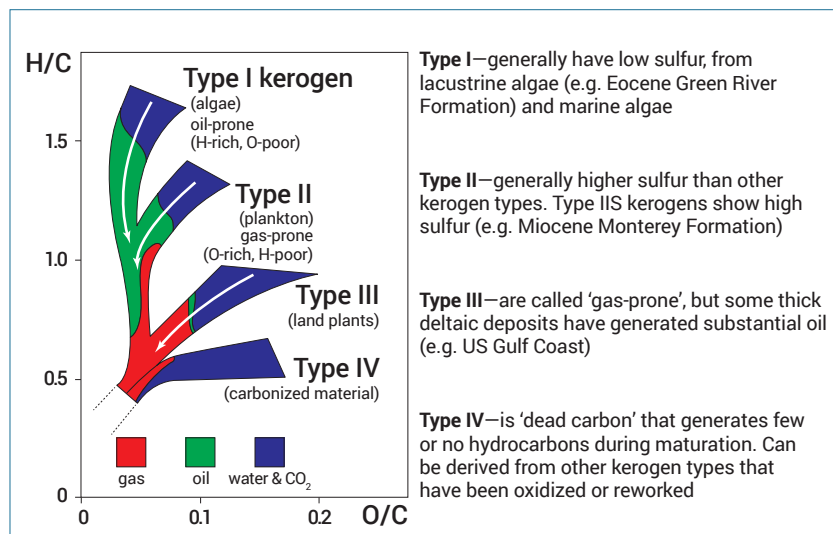 H/C
Type I kerogen
(algae)
oil-prone
(H-rich, O-poor)
1.5
Type II
(plankton)
gas-prone
(O-rich, H-poor)
1.0
Type III
(land plants)
Type IV
(carbonized material)
0.5
gas
oil
water & CO₂
0
0
0.1
0.2
O/C
Type I—generally have low sulfur, from
lacustrine algae (e.g. Eocene Green River
Formation) and marine algae
Type II—generally higher sulfur than other
kerogen types. Type IIS kerogens show high
sulfur (e.g. Miocene Monterey Formation)
Type III—are called ‘gas-prone’, but some thick
deltaic deposits have generated substantial oil
(e.g. US Gulf Coast)
Type IV—is ‘dead carbon’ that generates few
or no hydrocarbons during maturation. Can
be derived from other kerogen types that
have been oxidized or reworked